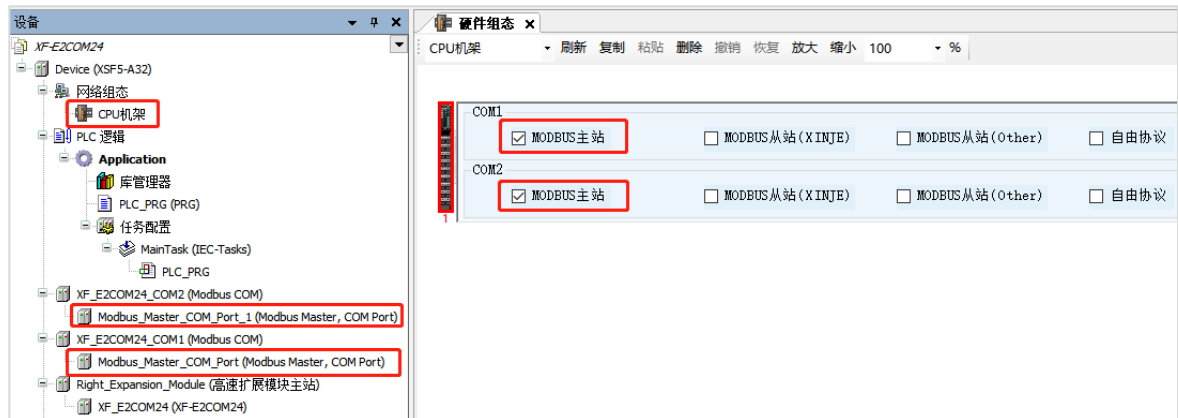 设备
XF-E2COM24
Device (XSF5-A32)
网络组态
CPU机架
PLC 逻辑
Application
库管理器
PLC_PRG (PRG)
任务配置
MainTask (IEC-Tasks)
PLC_PRG
XF_E2COM24_COM2 (Modbus COM)
Modbus_Master_COM_Port_1 (Modbus Master, COM Port)
XF_E2COM24_COM1 (Modbus COM)
Modbus_Master_COM_Port (Modbus Master, COM Port)
Right_Expansion_Module (高速扩展模块主站)
XF_E2COM24 (XF-E2COM24)
硬件组态
CPU机架 刷新 复制 粘贴 删除 撤销 恢复 放大 缩小 100 %
COM1
MODBUS主站 MODBUS从站(XINJE) MODBUS从站(Other) 自由协议
COM2
MODBUS主站 MODBUS从站(XINJE) MODBUS从站(Other) 自由协议
1